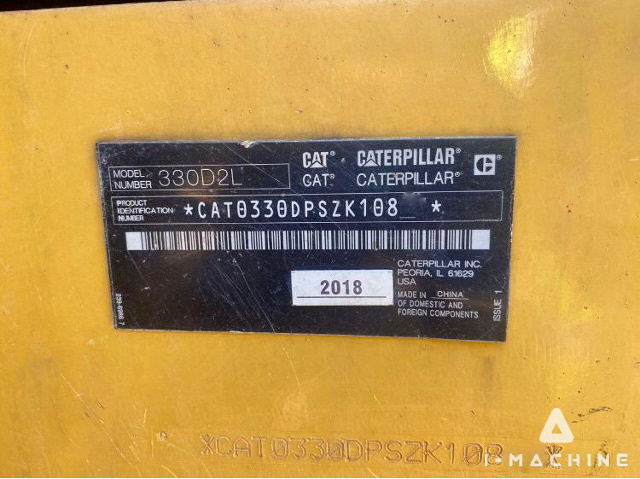 MODEL NUMBER 330D2L
CAT® CATERPILLAR®
CAT® CATERPILLAR®
PRODUCT IDENTIFICATION NUMBER *CAT0330DPSZK108 *
CATERPILLAR INC.
PEORIA, IL 61629
USA
2018
MADE IN CHINA
OF DOMESTIC AND
FOREIGN COMPONENTS
ISSUE 1
*CAT0330DPSZK108 *
I-MACHINE